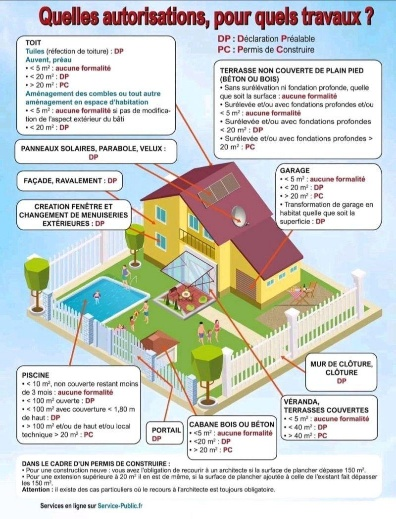 Quelles autorisations, pour quels travaux ?
DP : Déclaration Préalable
PC : Permis de Construire
TOIT
Tuiles (réfection de toiture) : DP
Auvent, préau
• < 5 m² : aucune formalité
• < 20 m² : DP
• > 20 m² : PC
Aménagement des combles ou tout autre
aménagement en espace d'habitation
• < 5 m² : aucune formalité si pas de modifica-
tion de l'aspect extérieur du bâti
• < 20 m² : DP
TERRASSE NON COUVERTE DE PLAIN PIED
(BÉTON OU BOIS)
• Sans surélévation ni fondation profonde, quelle
que soit la surface : aucune formalité
• Surélevée et/ou avec fondations profondes et/ou
< 5 m² : aucune formalité
• Surélevée et/ou avec fondations profondes
< 20 m² : DP
• Surélevée et/ou avec fondations profondes >
20 m² : PC
PANNEAUX SOLAIRES, PARABOLE, VELUX :
DP
FAÇADE, RAVALEMENT : DP
CREATION FENÊTRE ET
CHANGEMENT DE MENUISERIES
EXTÉRIEURES : DP
GARAGE
• < 5 m² : aucune formalité
• < 20 m² : DP
• > 20 m² : PC
• Transformation de garage en
habitat quelle que soit la
superficie : DP
MUR DE CLÔTURE,
CLÔTURE
DP
PISCINE
• < 10 m², non couverte restant moins
de 3 mois : aucune formalité
• < 100 m² ouverte : DP
• < 100 m² avec couverture < 1,80 m
de haut : DP
• > 100 m² et/ou de haut et/ou local
technique > 20 m² : PC
PORTAIL
DP
CABANE BOIS OU BÉTON
• <5 m² : aucune formalité
• <20 m² : DP
• > 20 m² : PC
VÉRANDA,
TERRASSES COUVERTES
• < 5 m² : aucune formalité
• < 40 m² : DP
• > 40 m² : PC
DANS LE CADRE D'UN PERMIS DE CONSTRUIRE :
• Pour une construction neuve : vous avez l'obligation de recourir à un architecte si la surface de plancher dépasse 150 m².
• Pour une extension supérieure à 20 m² il en est de même, si la surface de plancher ajoutée à celle de l'existant fait dépasser
les 150 m².
Attention : il existe des cas particuliers où le recours à l'architecte est toujours obligatoire.
Services en ligne sur Service-Public.fr